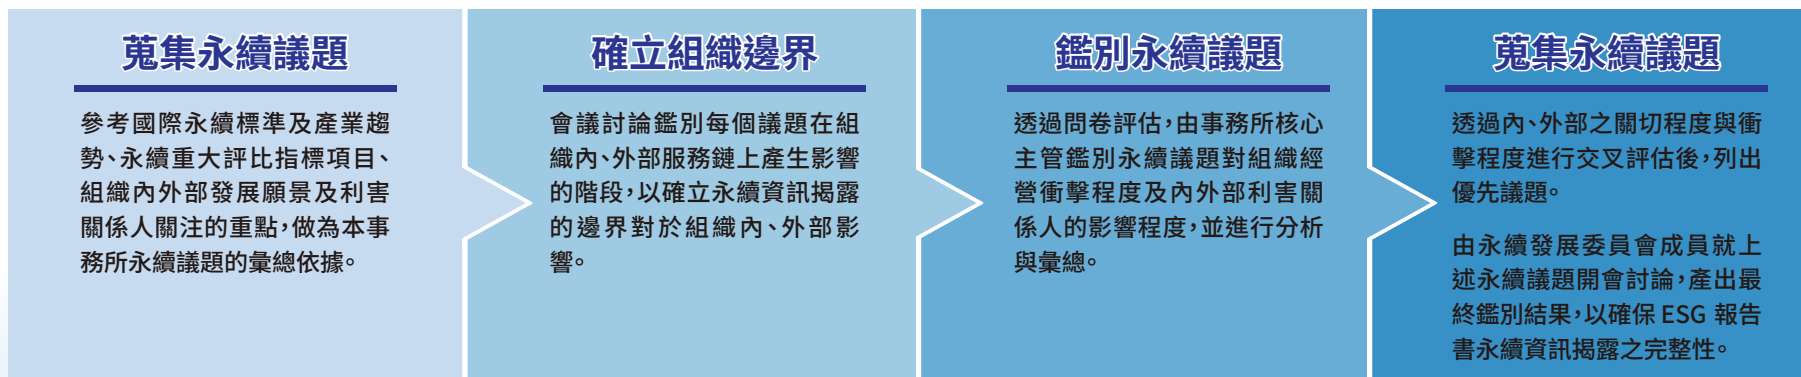 蒐集永續議題
參考國際永續標準及產業趨
勢、永續重大評比指標項目、
組織內外部發展願景及利害
關係人關注的重點，做為本事
務所永續議題的彙總依據。
確立組織邊界
會議討論鑑別每個議題在組
織內、外部服務鏈上產生影響
的階段，以確立永續資訊揭露
的邊界對於組織內、外部影
響。
鑑別永續議題
透過問卷評估，由事務所核心
主管鑑別永續議題對組織經
營衝擊程度及內外部利害關
係人的影響程度，並進行分析
與彙總。
蒐集永續議題
透過內、外部之關切程度與衝
擊程度進行交叉評估後，列出
優先議題。
由永續發展委員會成員就上
述永續議題開會討論，產出最
終鑑別結果，以確保 ESG 報告
書永續資訊揭露之完整性。